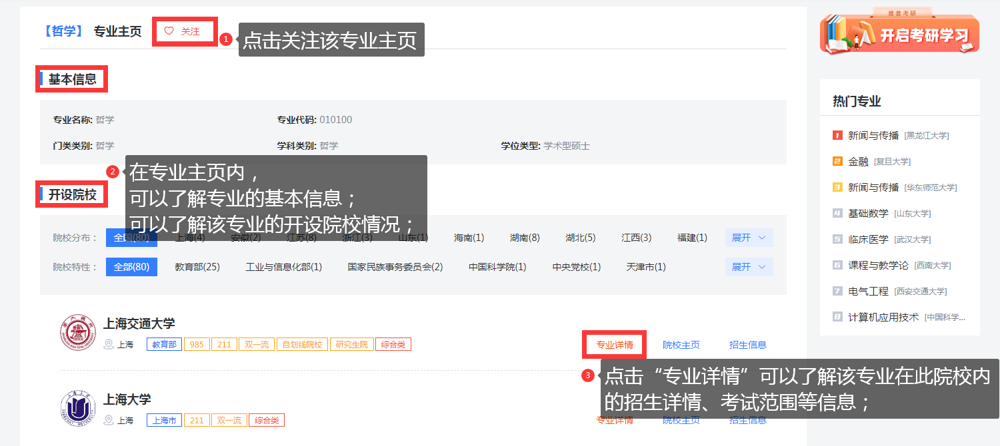 【哲学】 专业主页 关注
1 点击关注该专业主页
基本信息
专业名称: 哲学 专业代码: 010100
门类类别: 哲学 学科类别: 哲学 学位类型: 学术型硕士
2 在专业主页内，
可以了解专业的基本信息；
可以了解该专业的开设院校情况；
开设院校
院校分布： 全国(80) 上海(4) 安徽(2) 江苏(8) 浙江(3) 山东(1) 海南(1) 湖南(8) 湖北(5) 江西(3) 福建(1) 展开
院校特性： 全部(80) 教育部(25) 工业与信息化部(1) 国家民族事务委员会(2) 中国科学院(1) 中央党校(1) 天津市(1) 展开
上海交通大学
上海 教育部 985 211 双一流 自划线院校 研究生院 综合类
专业详情 院校主页 招生信息
3 点击“专业详情”可以了解该专业在此院校内
的招生详情、考试范围等信息；
上海大学
上海 上海市 211 双一流 综合类
专业详情 院校主页 招生信息
维普考研
开启考研学习
热门专业
1 新闻与传播 [黑龙江大学]
2 金融 [复旦大学]
3 新闻与传播 [华东师范大学]
4 基础数学 [山东大学]
5 临床医学 [武汉大学]
6 课程与教学论 [西南大学]
7 电气工程 [西安交通大学]
8 计算机应用技术 [中国科学...